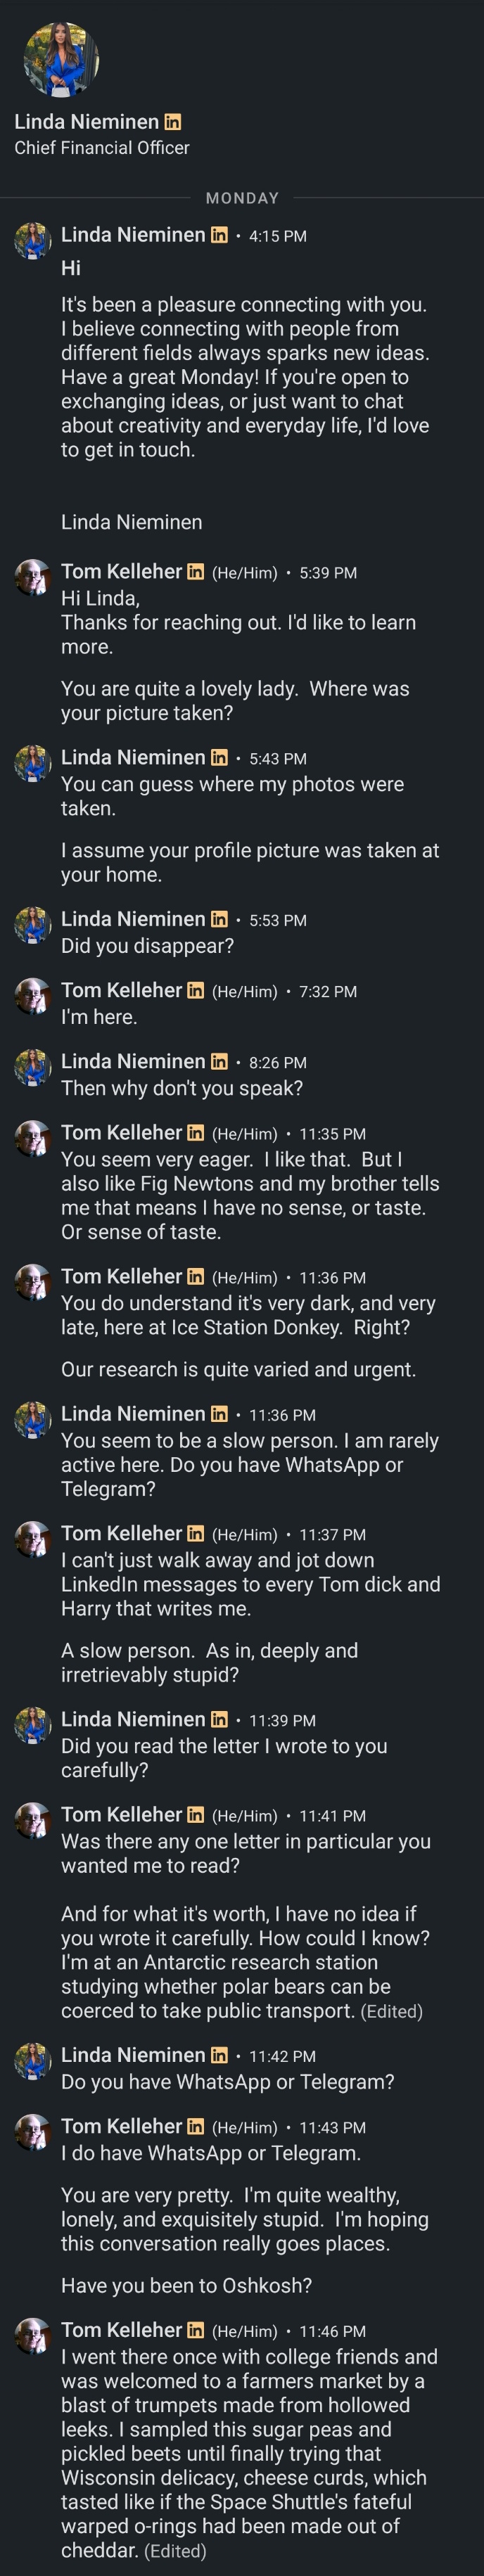 Linda Nieminen in
Chief Financial Officer
MONDAY
Linda Nieminen in • 4:15 PM
Hi
It's been a pleasure connecting with you.
I believe connecting with people from
different fields always sparks new ideas.
Have a great Monday! If you're open to
exchanging ideas, or just want to chat
about creativity and everyday life, I'd love
to get in touch.
Linda Nieminen
Tom Kelleher in (He/Him) • 5:39 PM
Hi Linda,
Thanks for reaching out. I'd like to learn
more.
You are quite a lovely lady.  Where was
your picture taken?
Linda Nieminen in • 5:43 PM
You can guess where my photos were
taken.
I assume your profile picture was taken at
your home.
Linda Nieminen in • 5:53 PM
Did you disappear?
Tom Kelleher in (He/Him) • 7:32 PM
I'm here.
Linda Nieminen in • 8:26 PM
Then why don't you speak?
Tom Kelleher in (He/Him) • 11:35 PM
You seem very eager.  I like that.  But I
also like Fig Newtons and my brother tells
me that means I have no sense, or taste.
Or sense of taste.
Tom Kelleher in (He/Him) • 11:36 PM
You do understand it's very dark, and very
late, here at Ice Station Donkey.  Right?
Our research is quite varied and urgent.
Linda Nieminen in • 11:36 PM
You seem to be a slow person. I am rarely
active here. Do you have WhatsApp or
Telegram?
Tom Kelleher in (He/Him) • 11:37 PM
I can't just walk away and jot down
LinkedIn messages to every Tom dick and
Harry that writes me.
A slow person.  As in, deeply and
irretrievably stupid?
Linda Nieminen in • 11:39 PM
Did you read the letter I wrote to you
carefully?
Tom Kelleher in (He/Him) • 11:41 PM
Was there any one letter in particular you
wanted me to read?
And for what it's worth, I have no idea if
you wrote it carefully. How could I know?
I'm at an Antarctic research station
studying whether polar bears can be
coerced to take public transport. (Edited)
Linda Nieminen in • 11:42 PM
Do you have WhatsApp or Telegram?
Tom Kelleher in (He/Him) • 11:43 PM
I do have WhatsApp or Telegram.
You are very pretty.  I'm quite wealthy,
lonely, and exquisitely stupid.  I'm hoping
this conversation really goes places.
Have you been to Oshkosh?
Tom Kelleher in (He/Him) • 11:46 PM
I went there once with college friends and
was welcomed to a farmers market by a
blast of trumpets made from hollowed
leeks. I sampled this sugar peas and
pickled beets until finally trying that
Wisconsin delicacy, cheese curds, which
tasted like if the Space Shuttle's fateful
warped o-rings had been made out of
cheddar. (Edited)